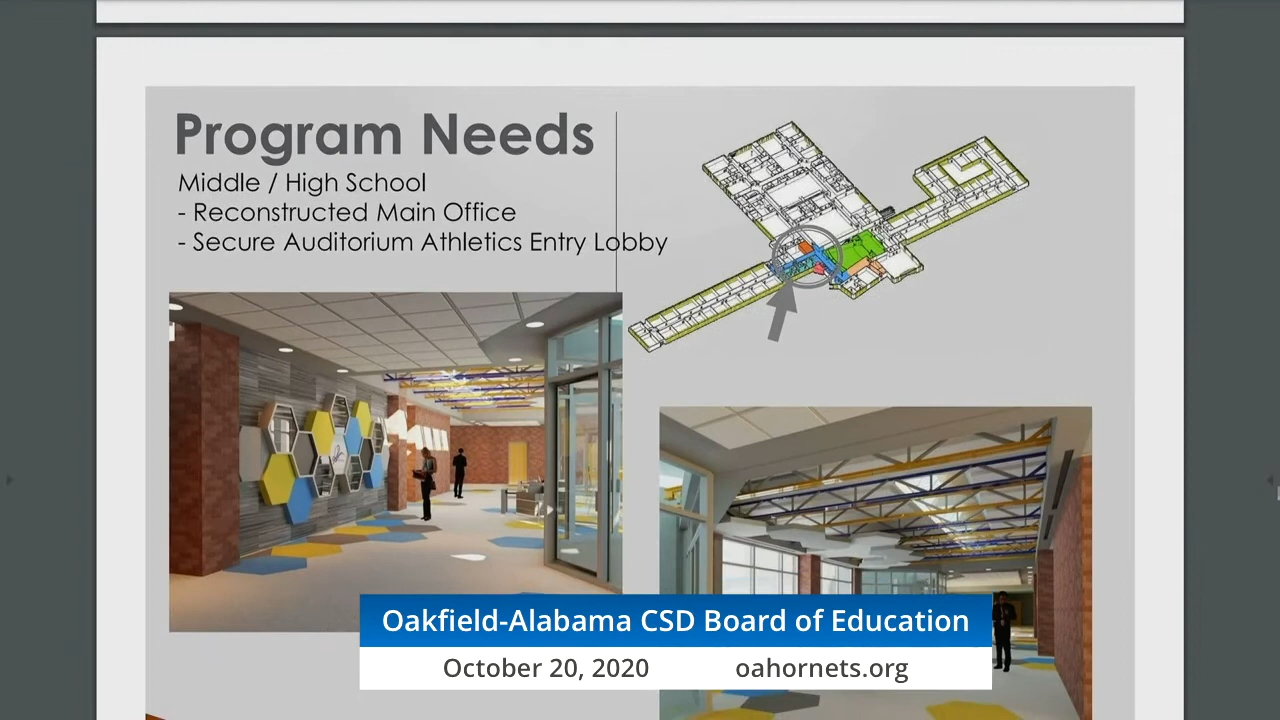 Program Needs
Middle / High School
- Reconstructed Main Office
- Secure Auditorium Athletics Entry Lobby
Oakfield-Alabama CSD Board of Education
October 20, 2020 oahornets.org